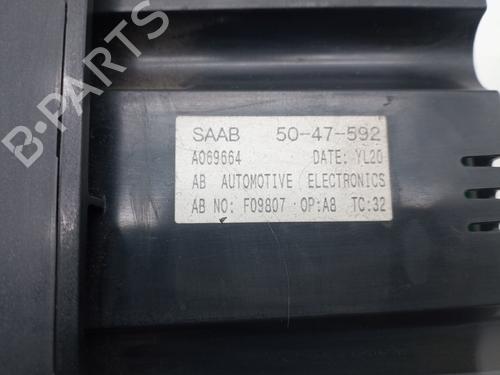 SAAB 50-47-592
A069664 DATE: YL20
AB AUTOMOTIVE ELECTRONICS
AB NO: F09807 OP:A8 TC:32
B-PARTS